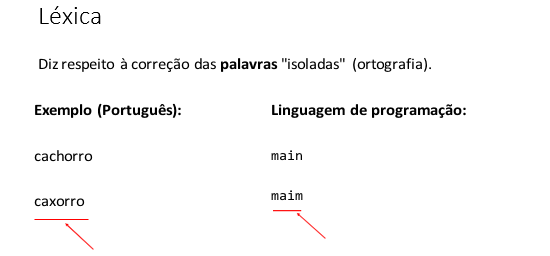 Léxica
Diz respeito à correção das palavras "isoladas" (ortografia).
Exemplo (Português): Linguagem de programação:
cachorro main
caxorro maim